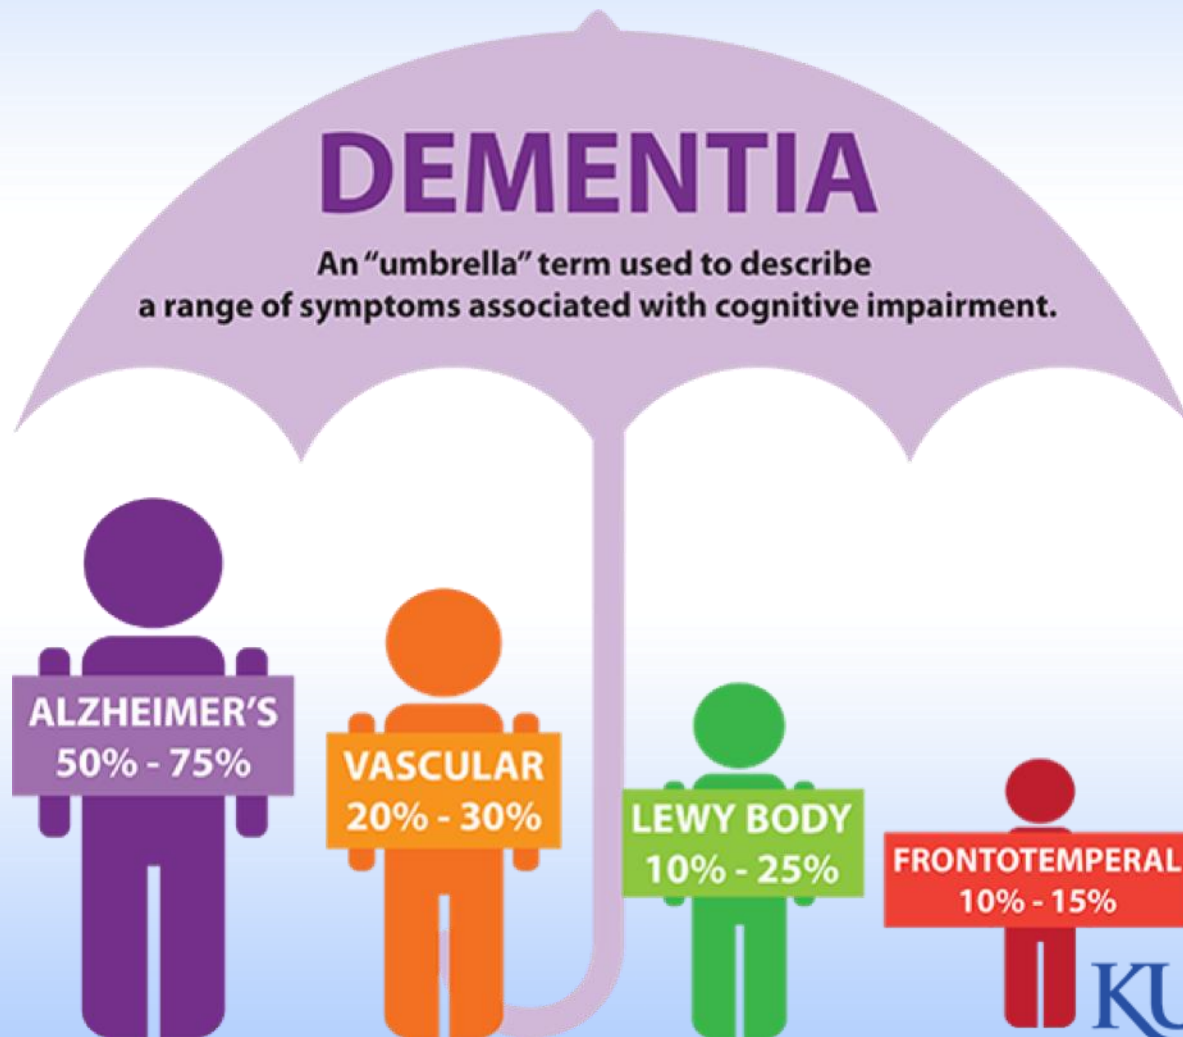 DEMENTIA
An “umbrella” term used to describe
a range of symptoms associated with cognitive impairment.
ALZHEIMER’S
50% - 75%
VASCULAR
20% - 30%
LEWY BODY
10% - 25%
FRONTOTEMPERAL
10% - 15%
KU